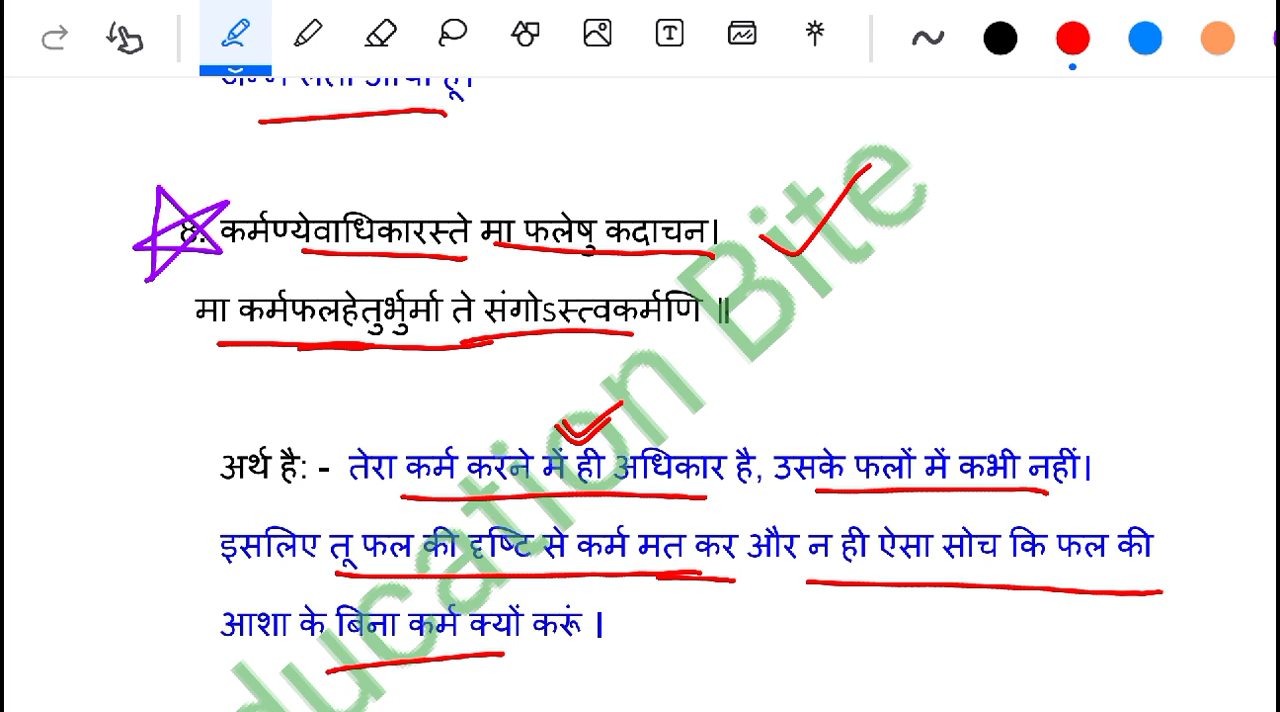 हूँ।
8. कर्मण्येवाधिकारस्ते मा फलेषु कदाचन।
मा कर्मफलहेतुर्भुर्मा ते संगोऽस्त्वकर्मणि ॥
अर्थ है: - तेरा कर्म करने में ही अधिकार है, उसके फलों में कभी नहीं।
इसलिए तू फल की दृष्टि से कर्म मत कर और न ही ऐसा सोच कि फल की
आशा के बिना कर्म क्यों करूं |
ducation Bite